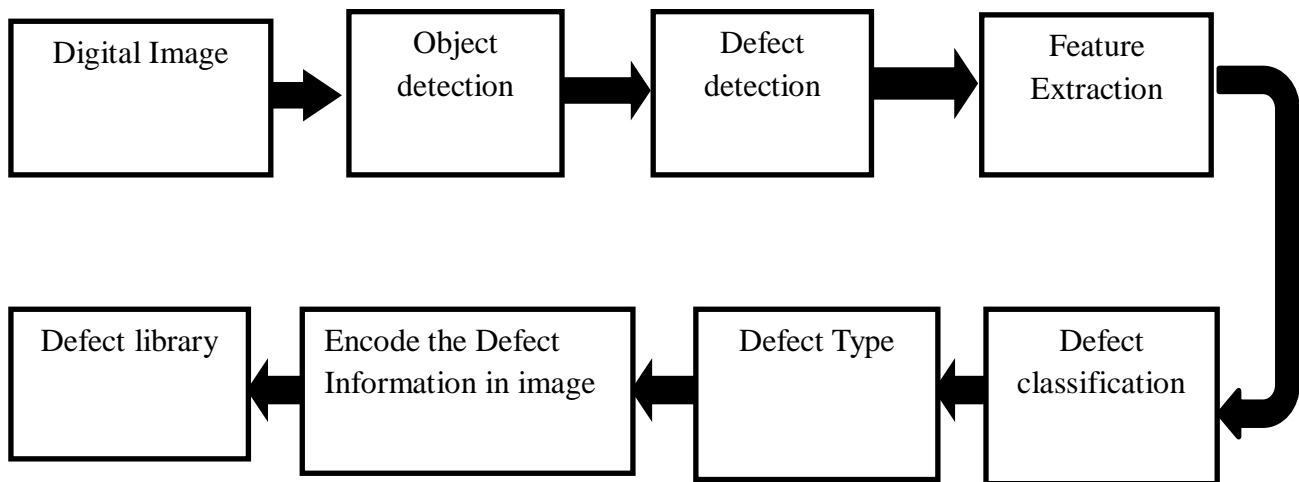 Digital Image
Object
detection
Defect
detection
Feature
Extraction
Defect
classification
Defect Type
Encode the Defect
Information in image
Defect library